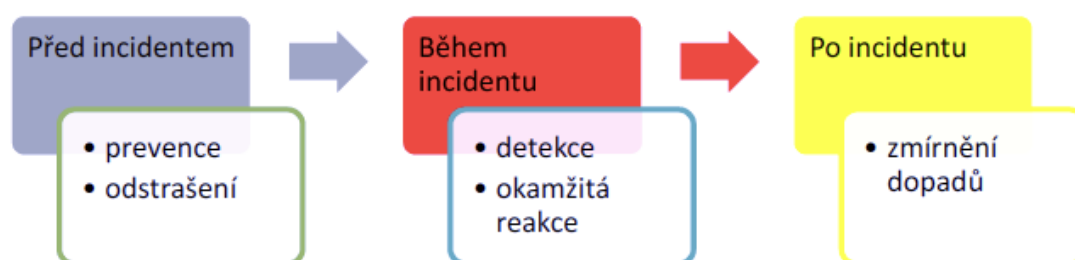 Před incidentem
• prevence
• odstrašení
Během
incidentu
• detekce
• okamžitá
reakce
Po incidentu
• zmírnění
dopadů